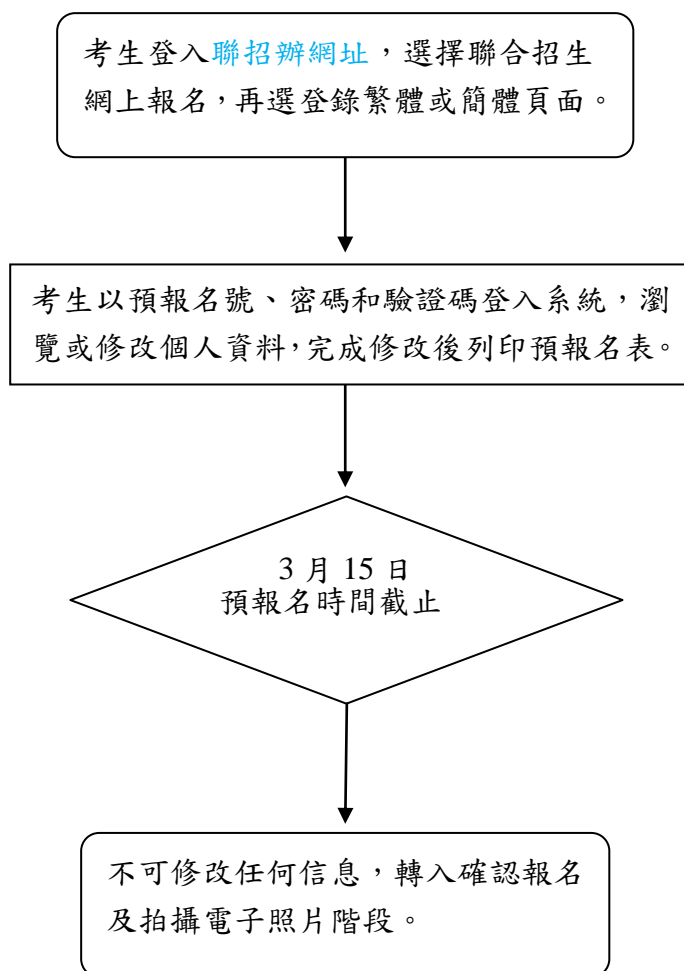 考生登入聯招辦網址，選擇聯合招生
網上報名，再選登錄繁體或簡體頁面。
考生以預報名號、密碼和驗證碼登入系統，瀏
覽或修改個人資料，完成修改後列印預報名表。
3 月 15 日
預報名時間截止
不可修改任何信息，轉入確認報名
及拍攝電子照片階段。